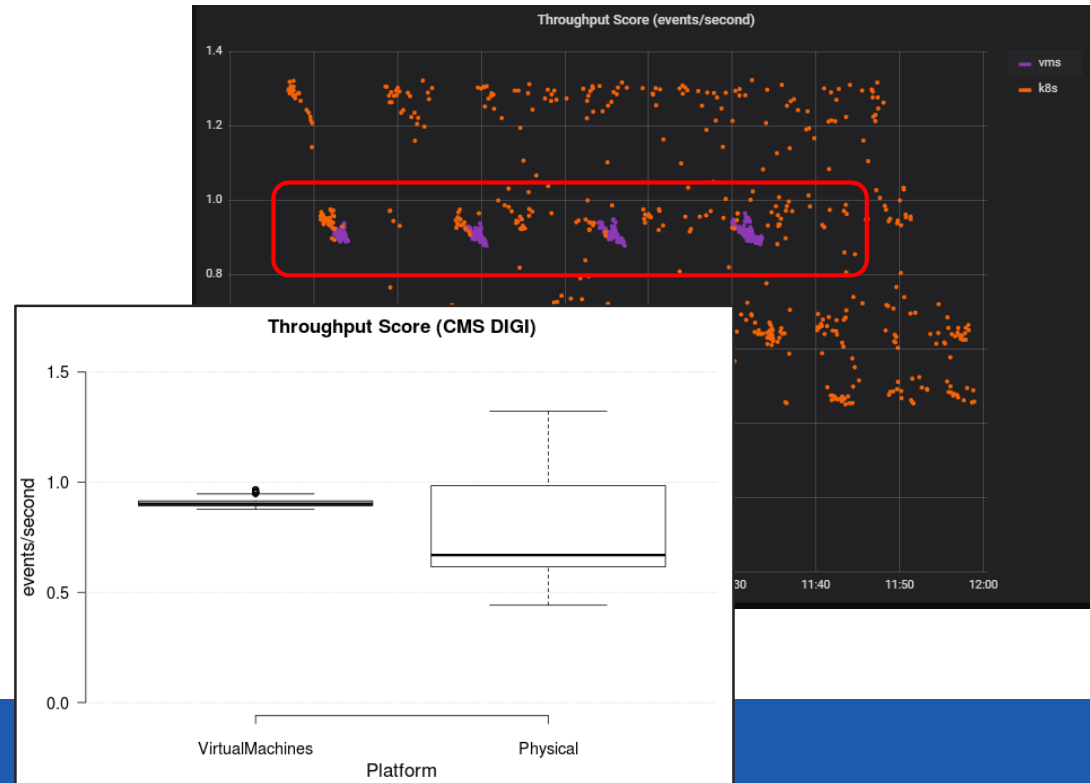 Throughput Score (events/second)
1.4
vms
k8s
1.2
1.0
0.8
Throughput Score (CMS DIGI)
1.5
1.0
0.5
0.0
events/second
VirtualMachines Physical
Platform
30 11:40 11:50 12:00